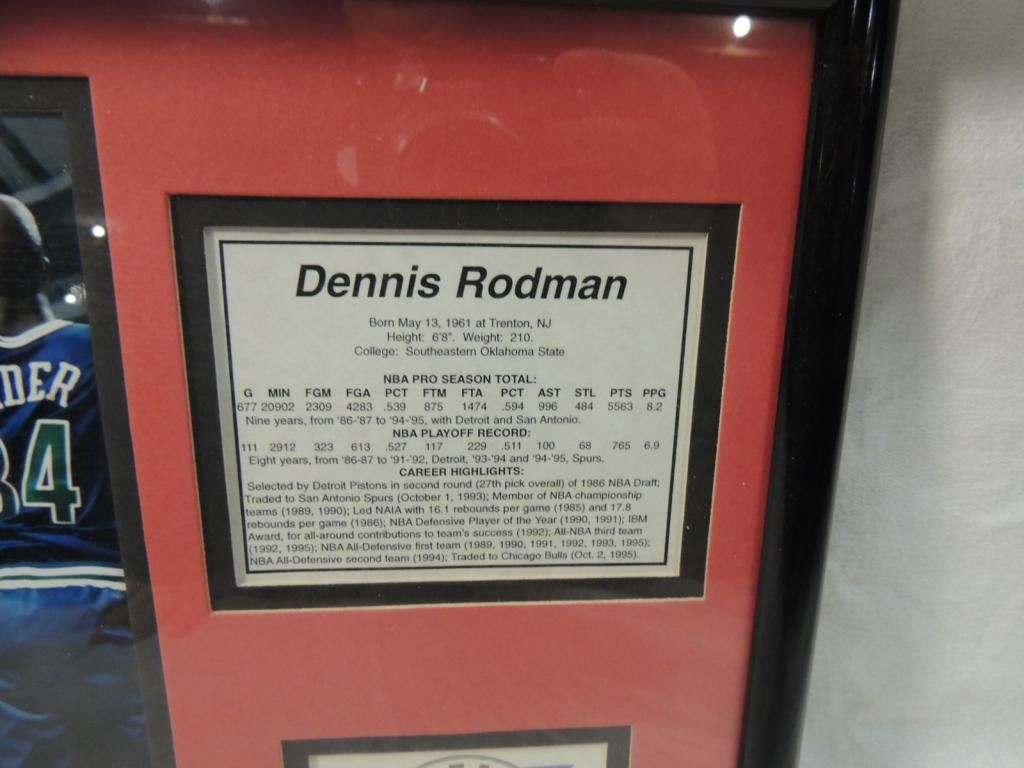 Dennis Rodman
Born May 13, 1961 at Trenton, NJ
Height: 6'8". Weight: 210.
College: Southeastern Oklahoma State
NBA PRO SEASON TOTAL:
G MIN FGM FGA PCT FTM FTA PCT AST STL PTS PPG
677 20902 2309 4283 .539 875 1474 .594 996 484 5563 8.2
Nine years, from '86-'87 to '94-'95, with Detroit and San Antonio.
NBA PLAYOFF RECORD:
111 2912 323 613 .527 117 229 .511 100 68 765 6.9
Eight years, from '86-87 to '91-'92, Detroit, '93-'94 and '94-'95, Spurs.
CAREER HIGHLIGHTS:
Selected by Detroit Pistons in second round (27th pick overall) of 1986 NBA Draft;
Traded to San Antonio Spurs (October 1, 1993); Member of NBA championship
teams (1989, 1990); Led NAIA with 16.1 rebounds per game (1985) and 17.8
rebounds per game (1986); NBA Defensive Player of the Year (1990, 1991); IBM
Award, for all-around contributions to team's success (1992); All-NBA third team
(1992, 1995); NBA All-Defensive first team (1989, 1990, 1991, 1992, 1993, 1995);
NBA All-Defensive second team (1994); Traded to Chicago Bulls (Oct. 2, 1995).
DER
34